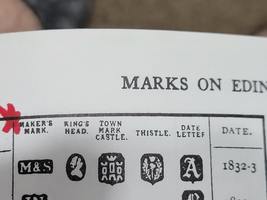 MARKS ON EDIN
MAKER'S MARK. KING'S HEAD. TOWN MARK CASTLE. THISTLE. DATE LETTER DATE.
M&S A 1832-3